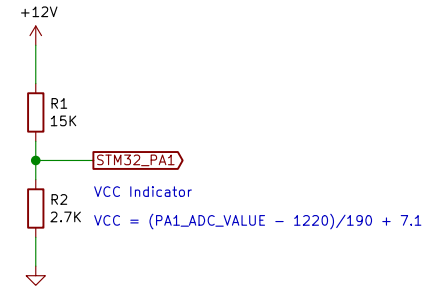 +12V
R1
15K
STM32_PA1
R2
2.7K
VCC Indicator
VCC = (PA1_ADC_VALUE - 1220)/190 + 7.1